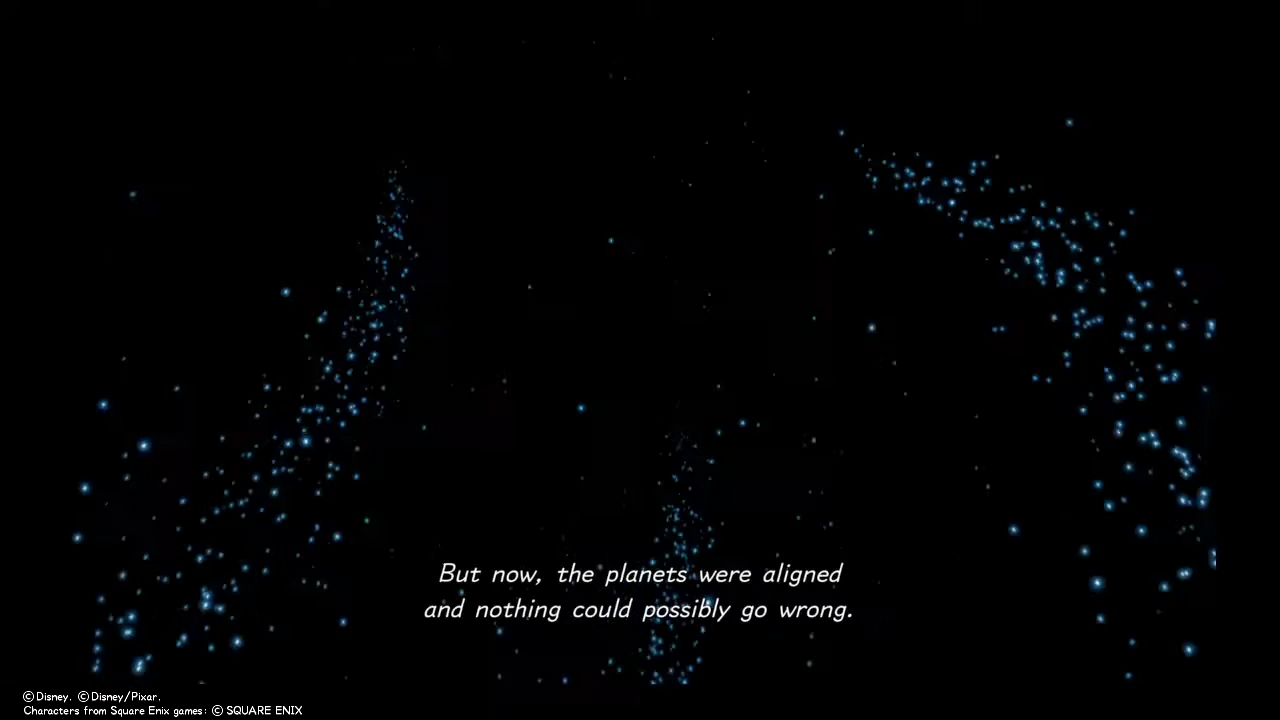 But now, the planets were aligned
and nothing could possibly go wrong.
©Disney. ©Disney/Pixar.
Characters from Square Enix games: © SQUARE ENIX